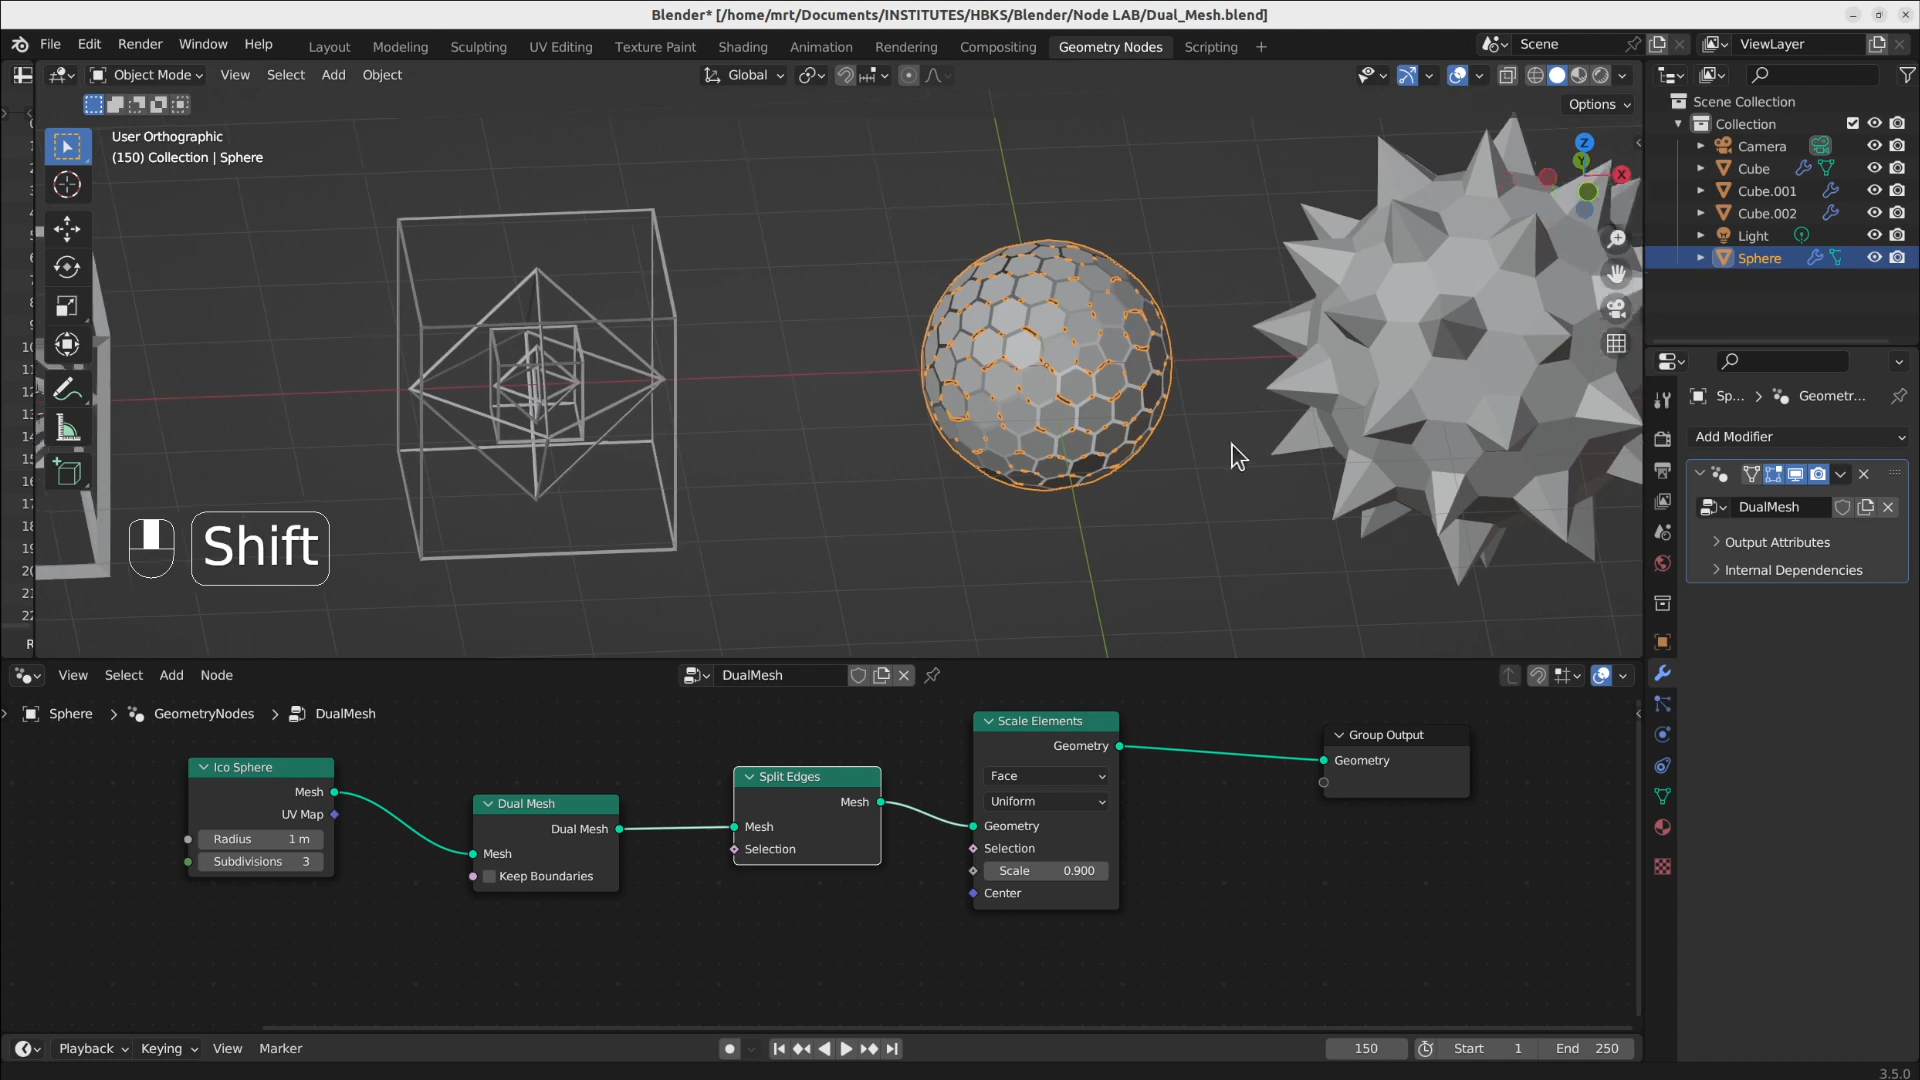 Blender* [/home/mrt/Documents/INSTITUTES/HBKS/Blender/Node LAB/Dual_Mesh.blend]
File Edit Render Window Help
Layout Modeling Sculpting UV Editing Texture Paint Shading Animation Rendering Compositing Geometry Nodes Scripting +
Scene
ViewLayer
Object Mode View Select Add Object
Global
Options
User Orthographic
(150) Collection | Sphere
Z
Y
X
Shift
Scene Collection
Collection
Camera
Cube
Cube.001
Cube.002
Light
Sphere
Sp... > Geometr...
Add Modifier
DualMesh
Output Attributes
Internal Dependencies
View Select Add Node
DualMesh
Sphere > GeometryNodes > DualMesh
Ico Sphere
Mesh
UV Map
Radius 1 m
Subdivisions 3
Dual Mesh
Dual Mesh
Mesh
Keep Boundaries
Split Edges
Mesh
Mesh
Selection
Scale Elements
Geometry
Face
Uniform
Geometry
Selection
Scale 0.900
Center
Group Output
Geometry
Playback Keying View Marker
150
Start 1
End 250
3.5.0